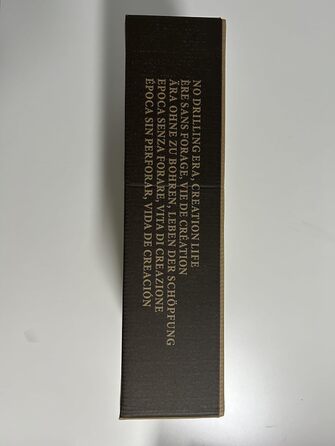 NO DRILLING ERA, CREATION LIFE
ÈRE SANS FORAGE, VIE DE CRÉATION
ÄRA OHNE ZU BOHREN, LEBEN DER SCHÖPFUNG
EPOCA SENZA FORARE, VITA DI CREAZIONE
ÉPOCA SIN PERFORAR, VIDA DE CREACIÓN